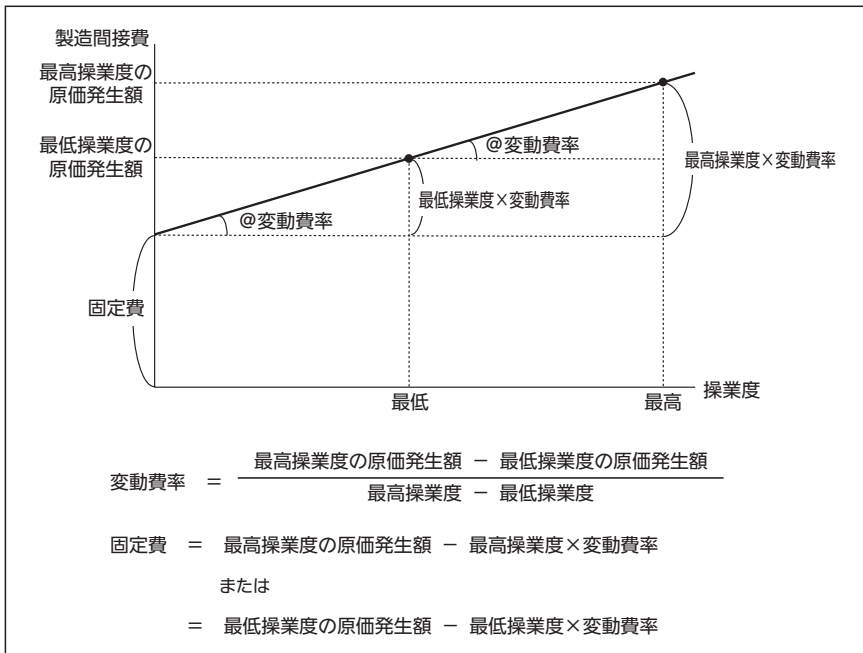 製造間接費
最高操業度の
原価発生額
最低操業度の
原価発生額
@変動費率
最高操業度×変動費率
最低操業度×変動費率
@変動費率
固定費
最低
最高
操業度
変動費率 = 最高操業度の原価発生額 − 最低操業度の原価発生額
最高操業度 − 最低操業度
固定費 = 最高操業度の原価発生額 − 最高操業度×変動費率
または
= 最低操業度の原価発生額 − 最低操業度×変動費率